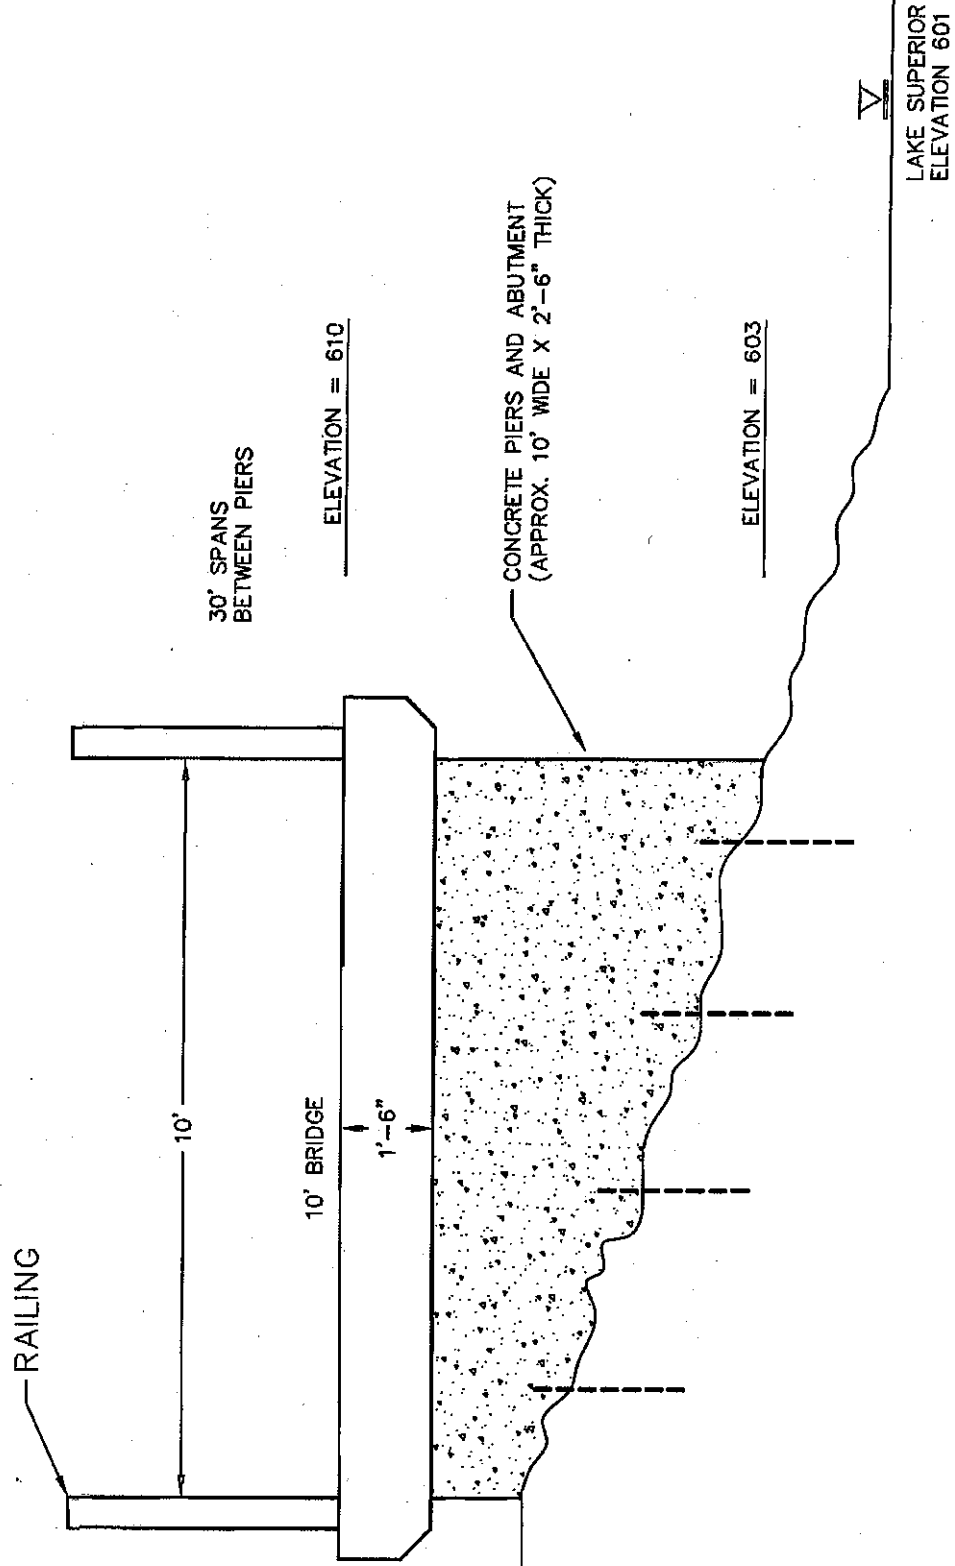 RAILING
10'
30' SPANS
BETWEEN PIERS
10' BRIDGE
1'-6"
ELEVATION = 610
CONCRETE PIERS AND ABUTMENT
(APPROX. 10' WIDE X 2'-6" THICK)
ELEVATION = 603
LAKE SUPERIOR
ELEVATION 601